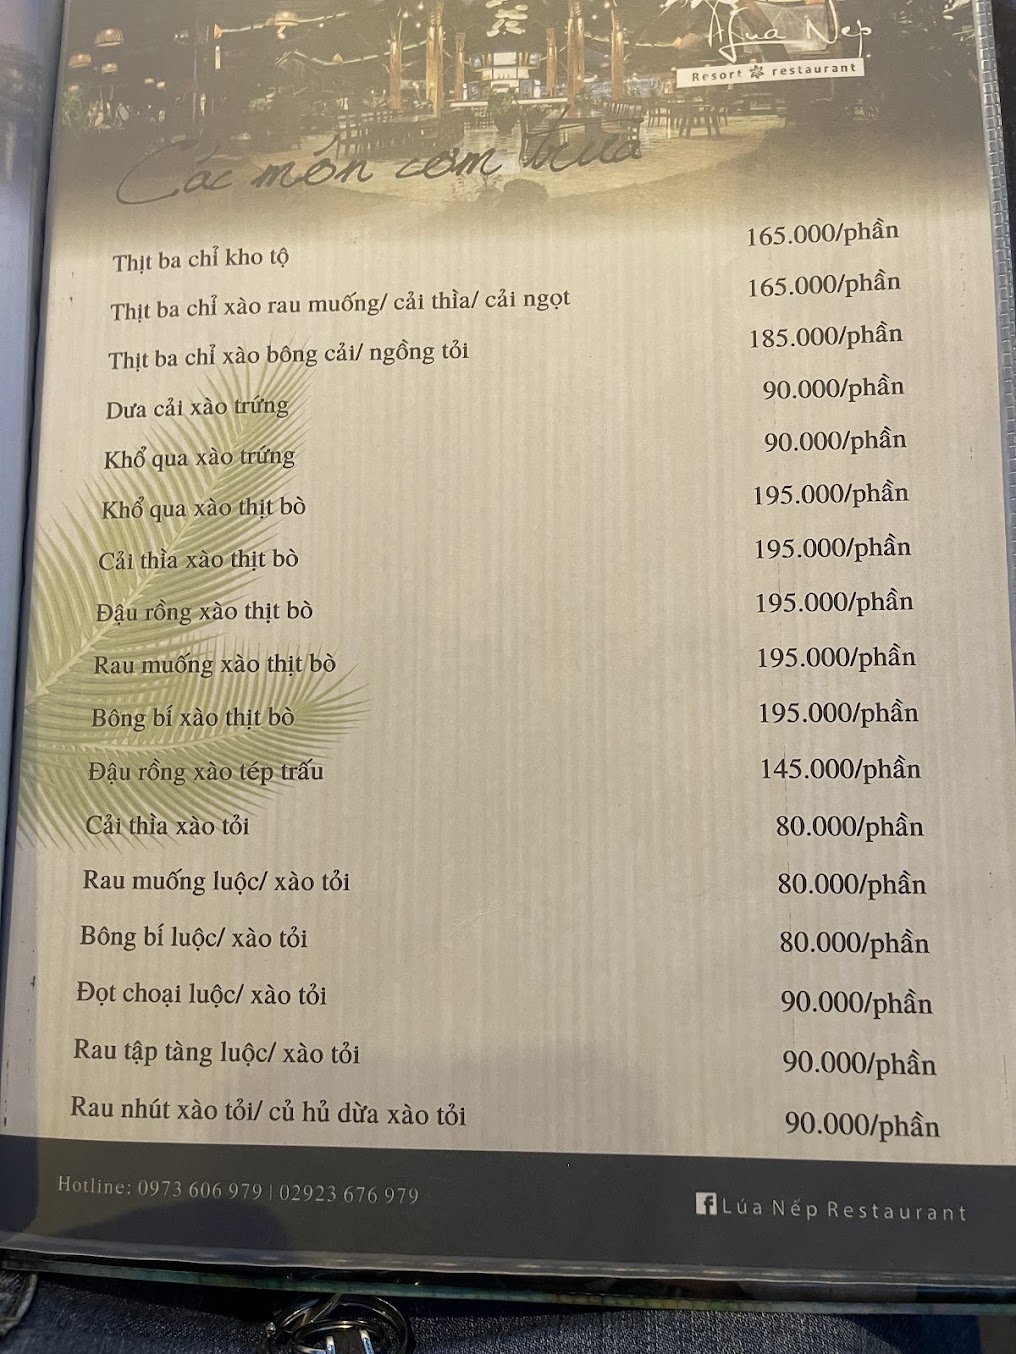 Lúa Nếp
Resort restaurant
Các món cơm trưa
Thịt ba chỉ kho tộ 165.000/phần
Thịt ba chỉ xào rau muống/ cải thìa/ cải ngọt 165.000/phần
Thịt ba chỉ xào bông cải/ ngồng tỏi 185.000/phần
Dưa cải xào trứng 90.000/phần
Khổ qua xào trứng 90.000/phần
Khổ qua xào thịt bò 195.000/phần
Cải thìa xào thịt bò 195.000/phần
Đậu rồng xào thịt bò 195.000/phần
Rau muống xào thịt bò 195.000/phần
Bông bí xào thịt bò 195.000/phần
Đậu rồng xào tép trấu 145.000/phần
Cải thìa xào tỏi 80.000/phần
Rau muống luộc/ xào tỏi 80.000/phần
Bông bí luộc/ xào tỏi 80.000/phần
Đọt choại luộc/ xào tỏi 90.000/phần
Rau tập tàng luộc/ xào tỏi 90.000/phần
Rau nhút xào tỏi/ củ hủ dừa xào tỏi 90.000/phần
Hotline: 0973 606 979 | 02923 676 979
Lúa Nếp Restaurant